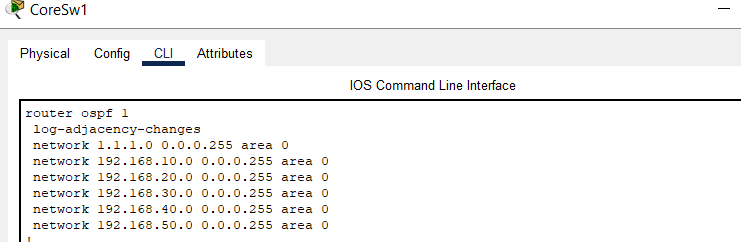 CoreSw1
Physical Config CLI Attributes
IOS Command Line Interface
router ospf 1
log-adjacency-changes
network 1.1.1.0 0.0.0.255 area 0
network 192.168.10.0 0.0.0.255 area 0
network 192.168.20.0 0.0.0.255 area 0
network 192.168.30.0 0.0.0.255 area 0
network 192.168.40.0 0.0.0.255 area 0
network 192.168.50.0 0.0.0.255 area 0
!